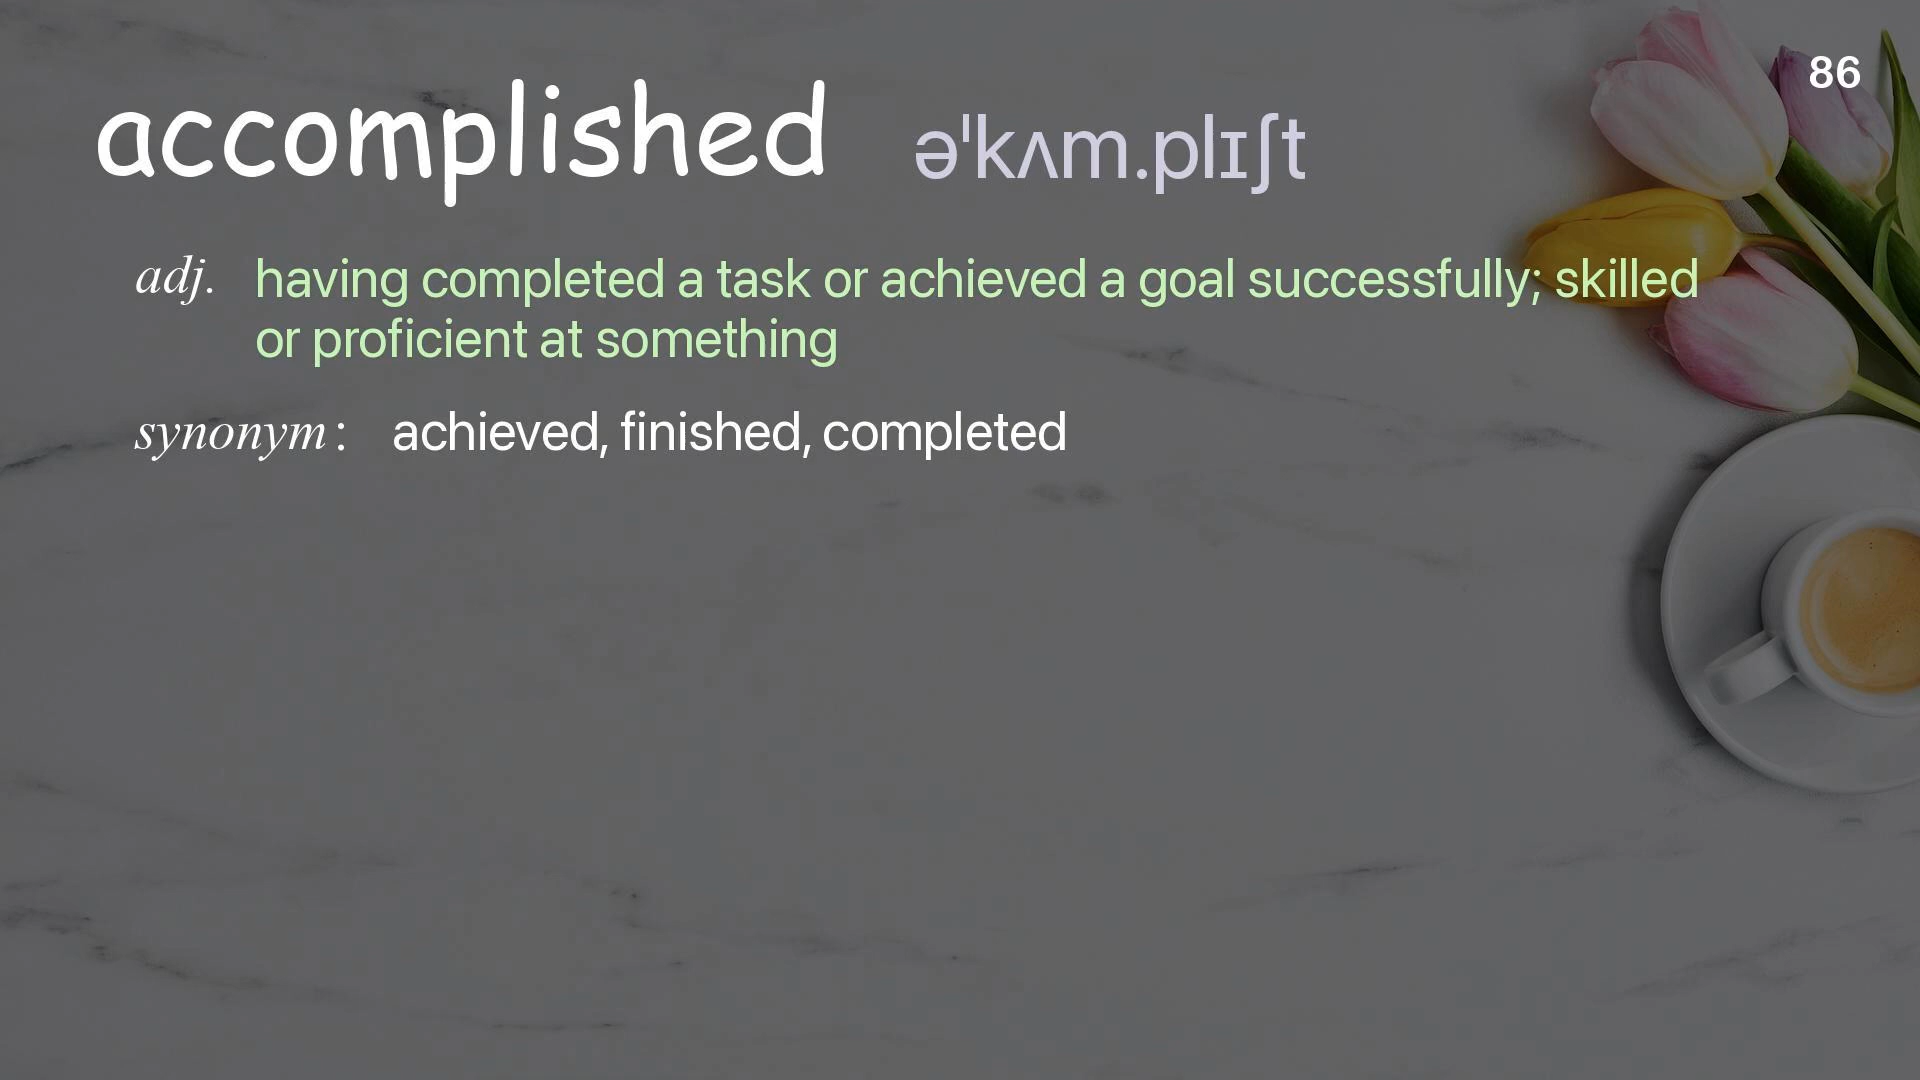 86
accomplished əˈkʌm.plɪʃt
adj. having completed a task or achieved a goal successfully; skilled
or proficient at something
synonym: achieved, finished, completed